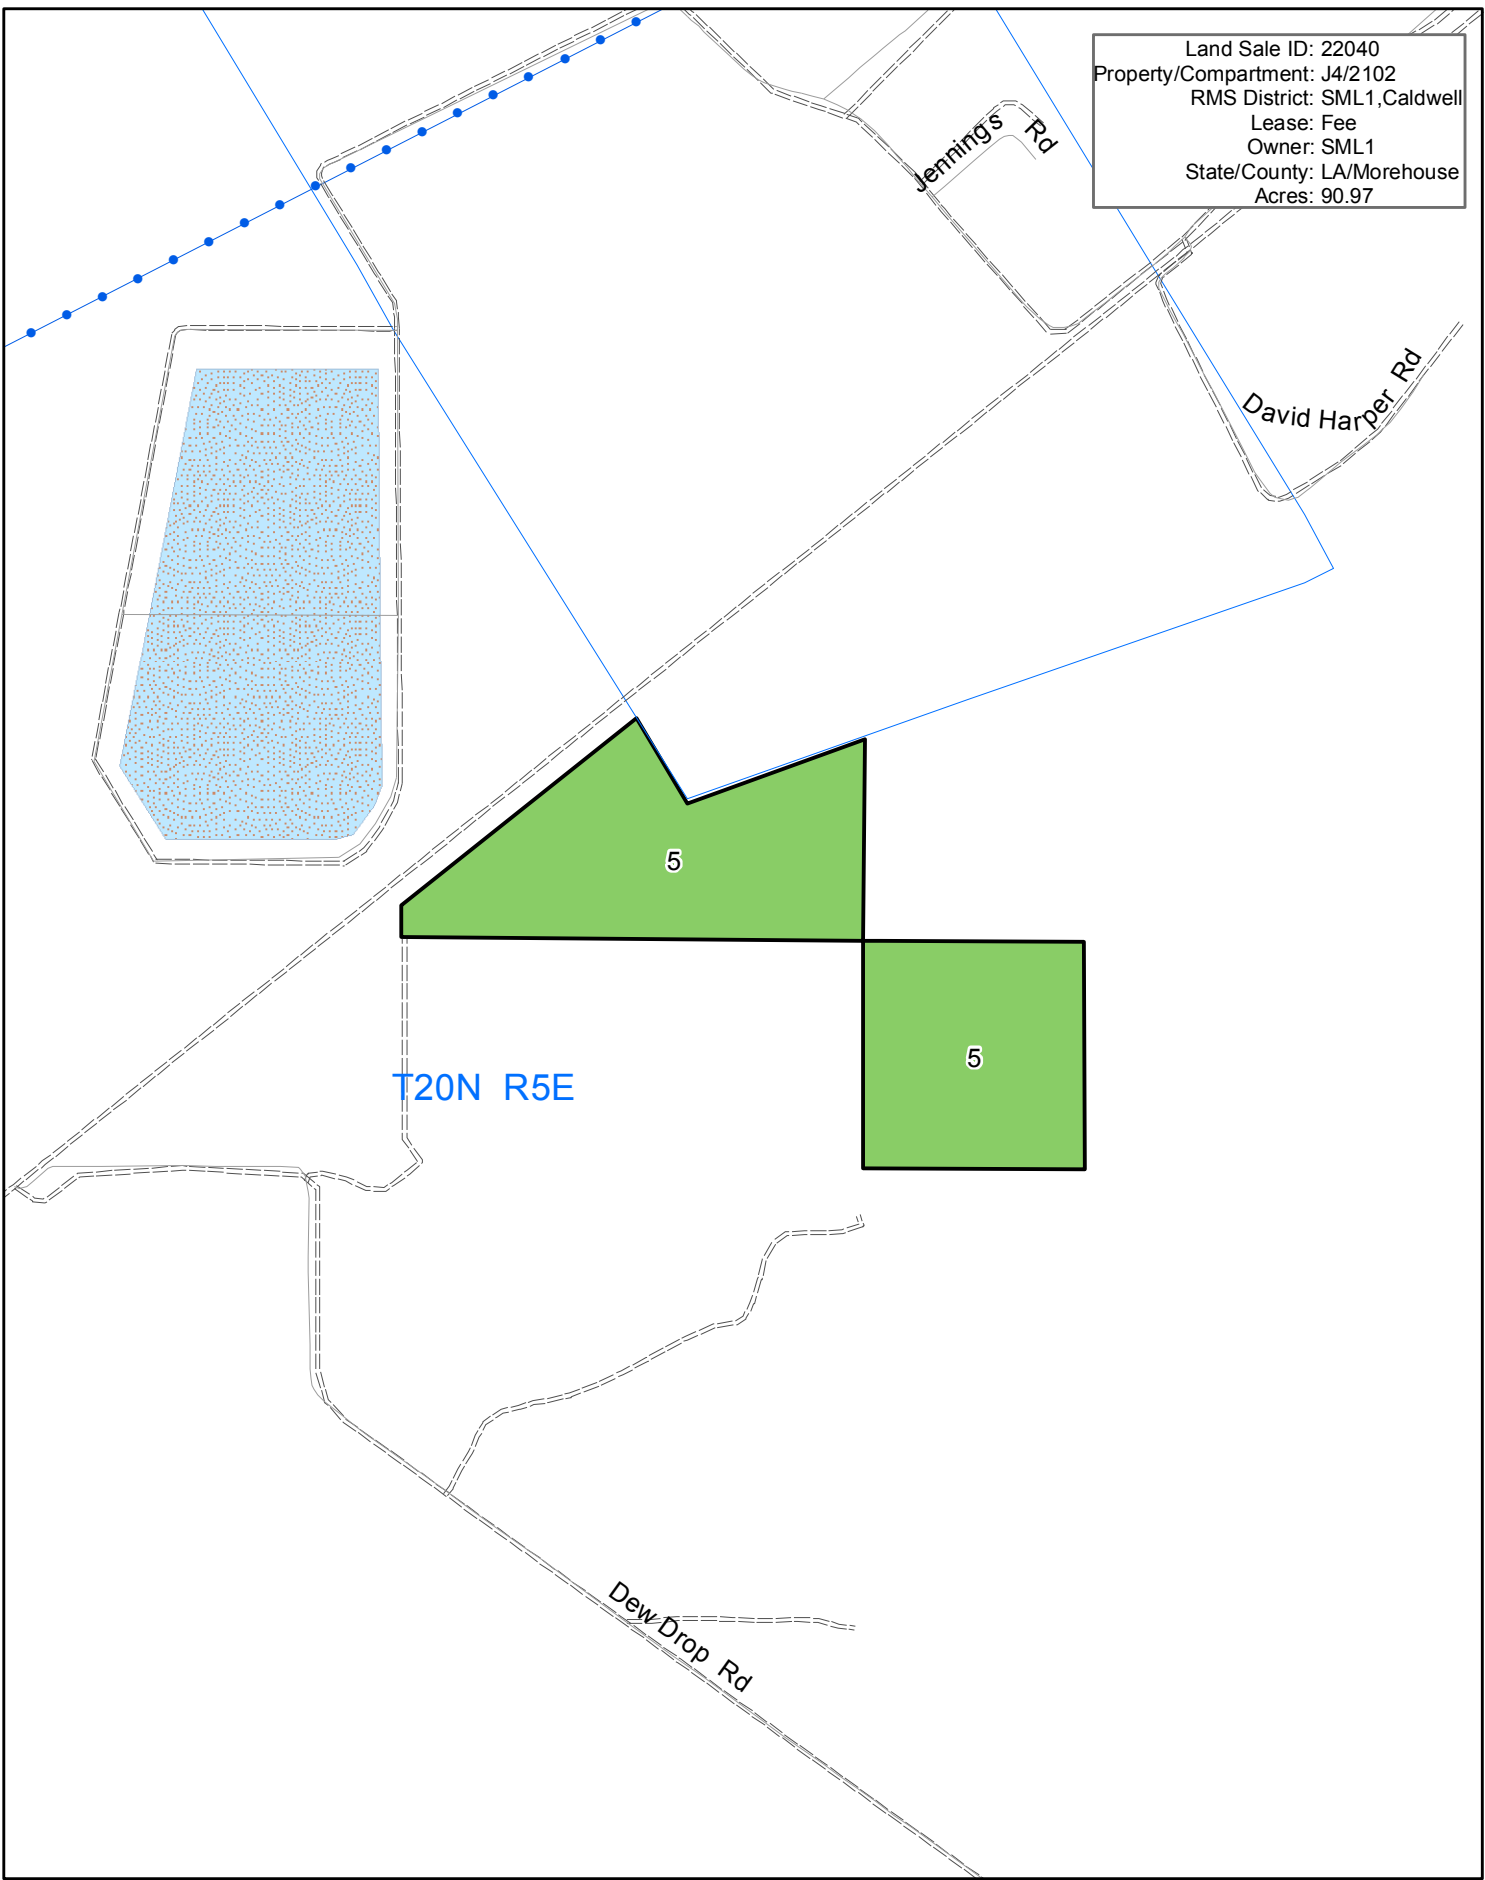 Land Sale ID: 22040
Property/Compartment: J4/2102
RMS District: SML1,Caldwell
Lease: Fee
Owner: SML1
State/County: LA/Morehouse
Acres: 90.97
Jennings Rd
David Harper Rd
5
5
T20N R5E
Dew Drop Rd